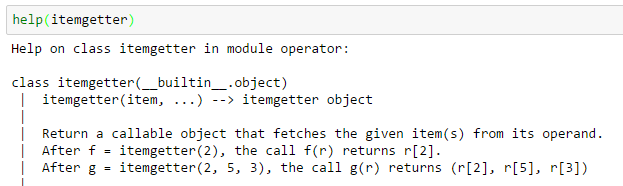 help(itemgetter)
Help on class itemgetter in module operator:
class itemgetter(__builtin__.object)
 |  itemgetter(item, ...) --> itemgetter object
 |
 |  Return a callable object that fetches the given item(s) from its operand.
 |  After f = itemgetter(2), the call f(r) returns r[2].
 |  After g = itemgetter(2, 5, 3), the call g(r) returns (r[2], r[5], r[3])
 |